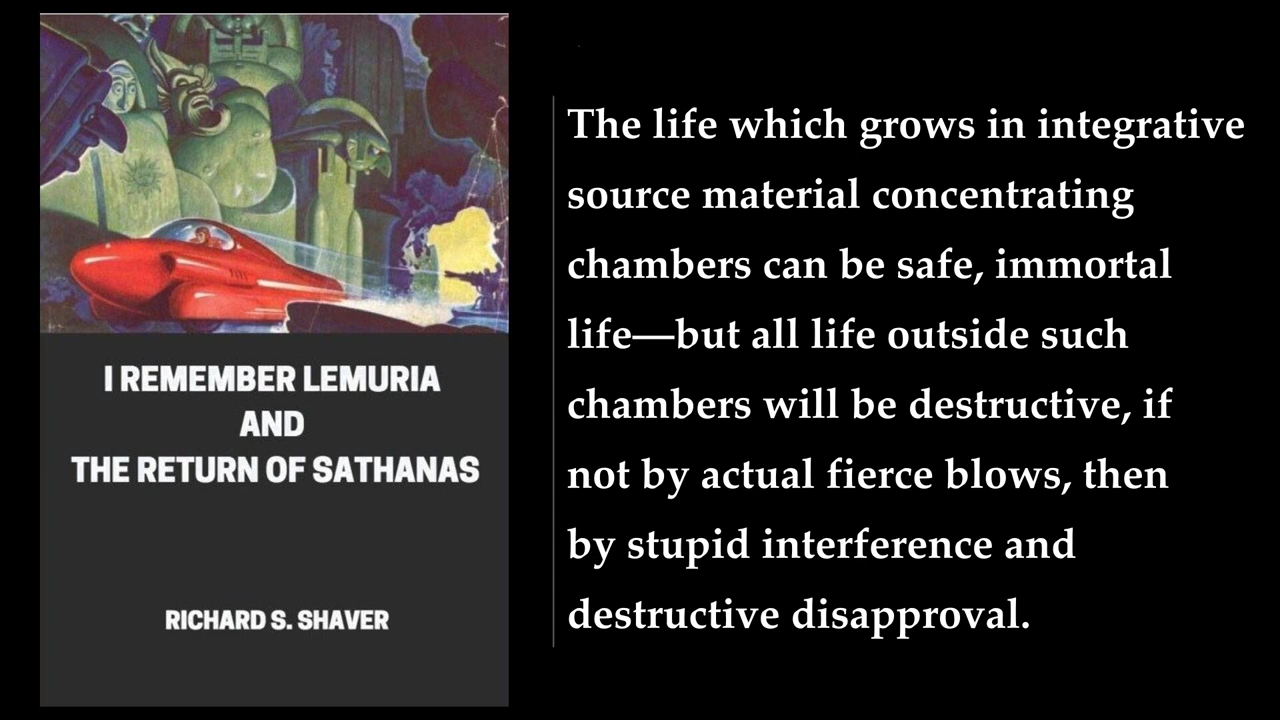 I REMEMBER LEMURIA
AND
THE RETURN OF SATHANAS
RICHARD S. SHAVER
The life which grows in integrative
source material concentrating
chambers can be safe, immortal
life—but all life outside such
chambers will be destructive, if
not by actual fierce blows, then
by stupid interference and
destructive disapproval.